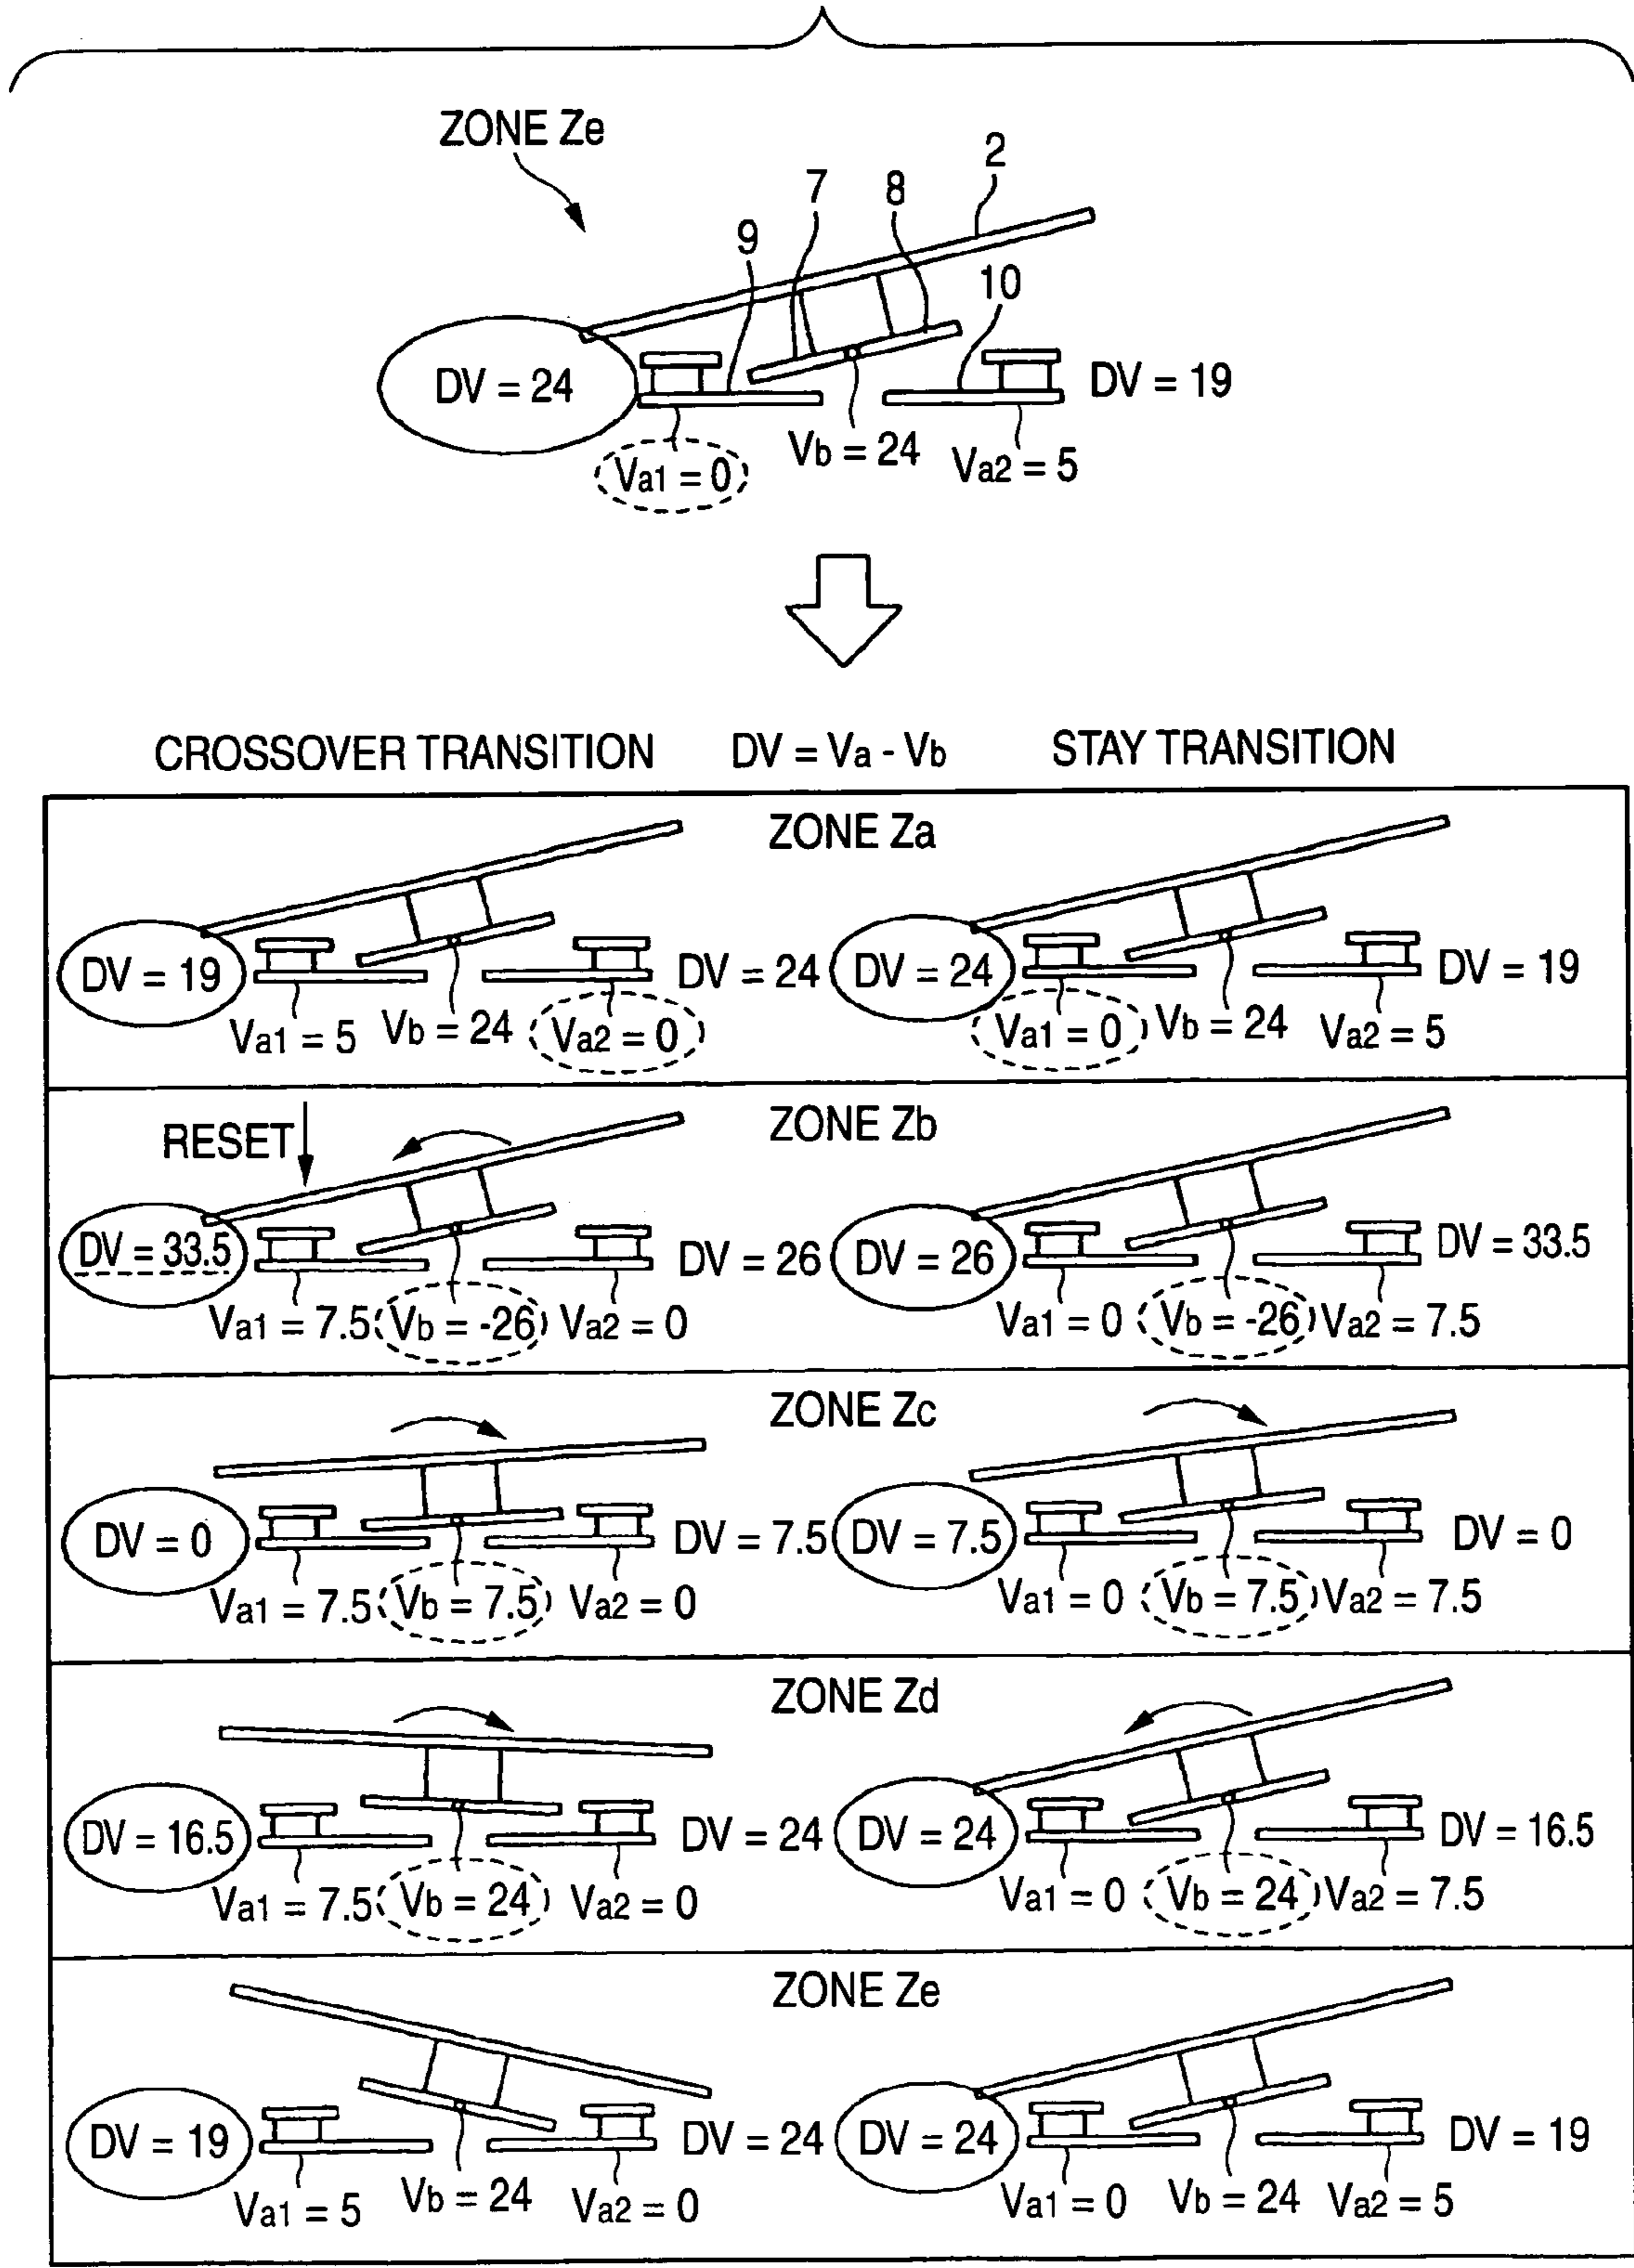 ZONE Ze
2
7
8
9
10
DV = 24
DV = 19
Va1 = 0
Vb = 24
Va2 = 5
CROSSOVER TRANSITION
DV = Va - Vb
STAY TRANSITION
ZONE Za
DV = 19
DV = 24
DV = 24
DV = 19
Va1 = 5
Vb = 24
Va2 = 0
Va1 = 0
Vb = 24
Va2 = 5
ZONE Zb
RESET
DV = 33.5
DV = 26
DV = 26
DV = 33.5
Va1 = 7.5
Vb = -26
Va2 = 0
Va1 = 0
Vb = -26
Va2 = 7.5
ZONE Zc
DV = 0
DV = 7.5
DV = 7.5
DV = 0
Va1 = 7.5
Vb = 7.5
Va2 = 0
Va1 = 0
Vb = 7.5
Va2 = 7.5
ZONE Zd
DV = 16.5
DV = 24
DV = 24
DV = 16.5
Va1 = 7.5
Vb = 24
Va2 = 0
Va1 = 0
Vb = 24
Va2 = 7.5
ZONE Ze
DV = 19
DV = 24
DV = 24
DV = 19
Va1 = 5
Vb = 24
Va2 = 0
Va1 = 0
Vb = 24
Va2 = 5